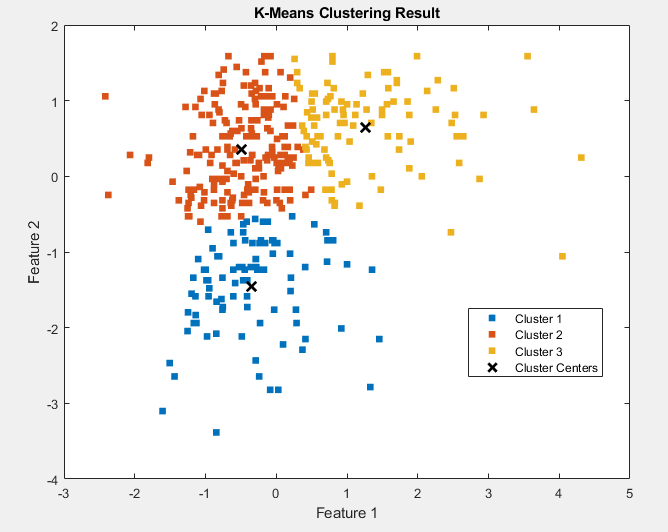 K-Means Clustering Result
2
1
0
-1
-2
-3
-4
Feature 2
Cluster 1
Cluster 2
Cluster 3
Cluster Centers
-3
-2
-1
0
1
2
3
4
5
Feature 1